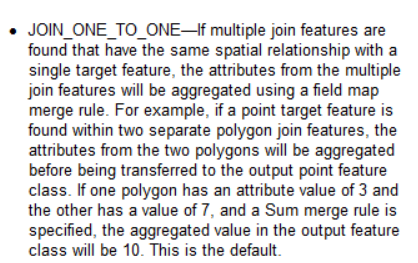 • JOIN_ONE_TO_ONE—If multiple join features are
found that have the same spatial relationship with a
single target feature, the attributes from the multiple
join features will be aggregated using a field map
merge rule. For example, if a point target feature is
found within two separate polygon join features, the
attributes from the two polygons will be aggregated
before being transferred to the output point feature
class. If one polygon has an attribute value of 3 and
the other has a value of 7, and a Sum merge rule is
specified, the aggregated value in the output feature
class will be 10. This is the default.